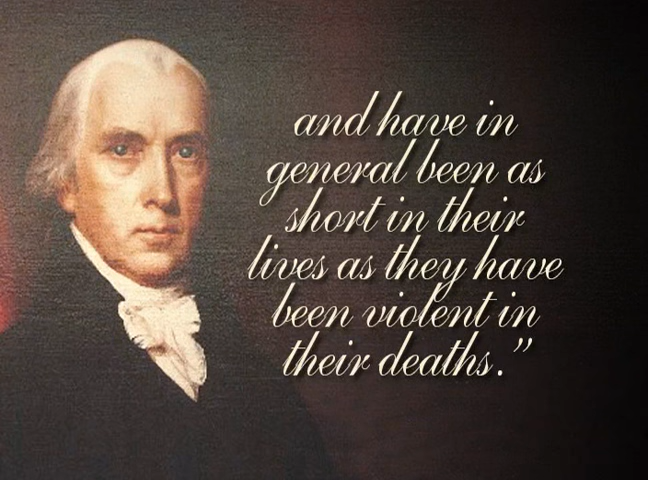 and have in
general been as
short in their
lives as they have
been violent in
their deaths.”